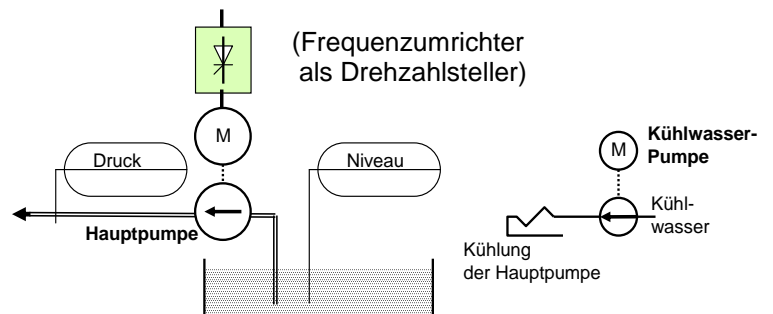 (Frequenzumrichter
als Drehzahlsteller)
M
Druck
Niveau
Hauptpumpe
M
Kühlwasser-
Pumpe
Kühl-
wasser
Kühlung
der Hauptpumpe